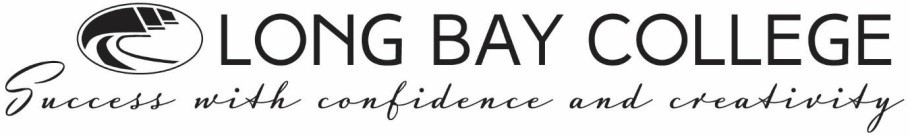 LONG BAY COLLEGE
Success with confidence and creativity